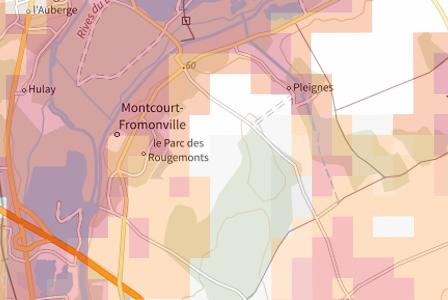 l'Auberge
Rives du
60
Pleignes
Hulay
Montcourt-
Fromonville
le Parc des
Rougemonts